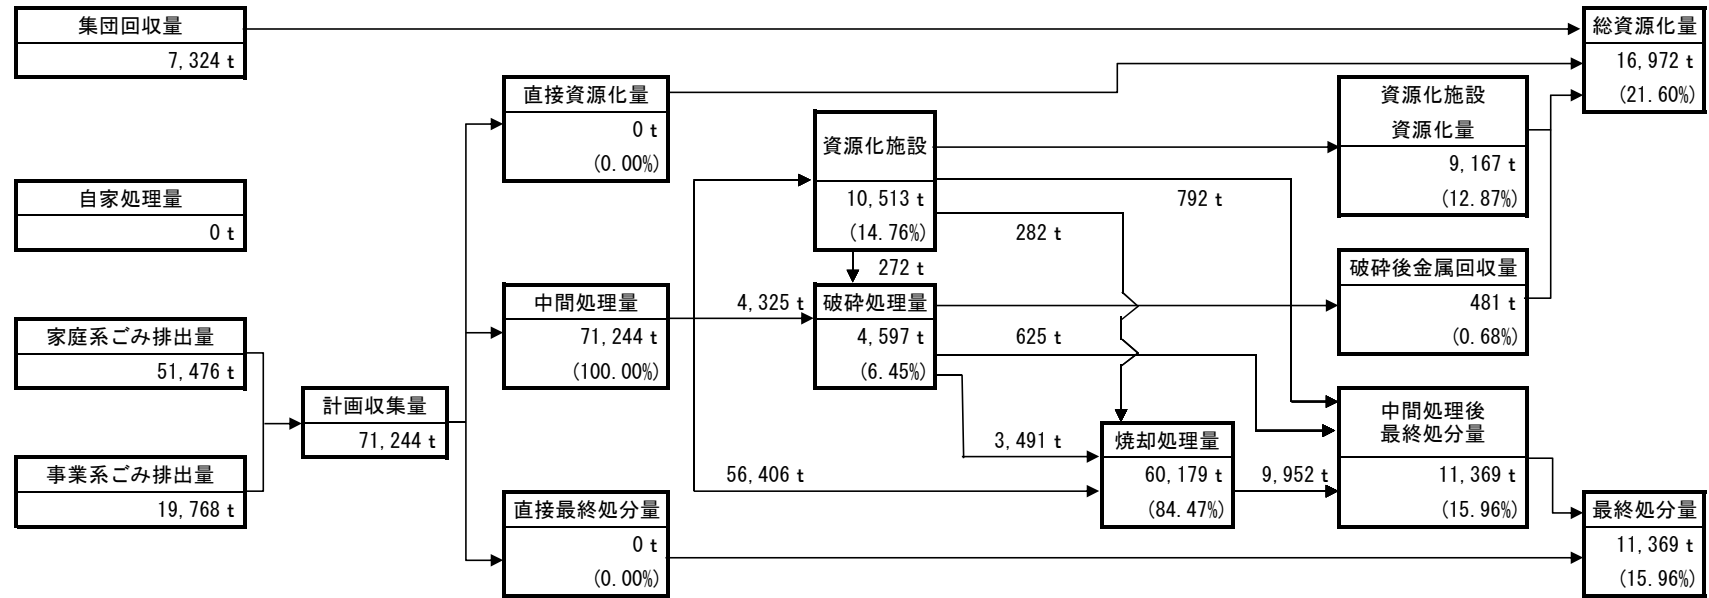 集団回収量
7,324 t
総資源化量
16,972 t
(21.60%)
直接資源化量
0 t
(0.00%)
資源化施設
資源化量
9,167 t
(12.87%)
資源化施設
10,513 t
(14.76%)
792 t
282 t
272 t
自家処理量
0 t
破砕後金属回収量
481 t
(0.68%)
中間処理量
71,244 t
(100.00%)
4,325 t
破砕処理量
4,597 t
(6.45%)
625 t
家庭系ごみ排出量
51,476 t
計画収集量
71,244 t
中間処理後
最終処分量
11,369 t
(15.96%)
3,491 t
焼却処理量
60,179 t
(84.47%)
56,406 t
9,952 t
事業系ごみ排出量
19,768 t
直接最終処分量
0 t
(0.00%)
最終処分量
11,369 t
(15.96%)